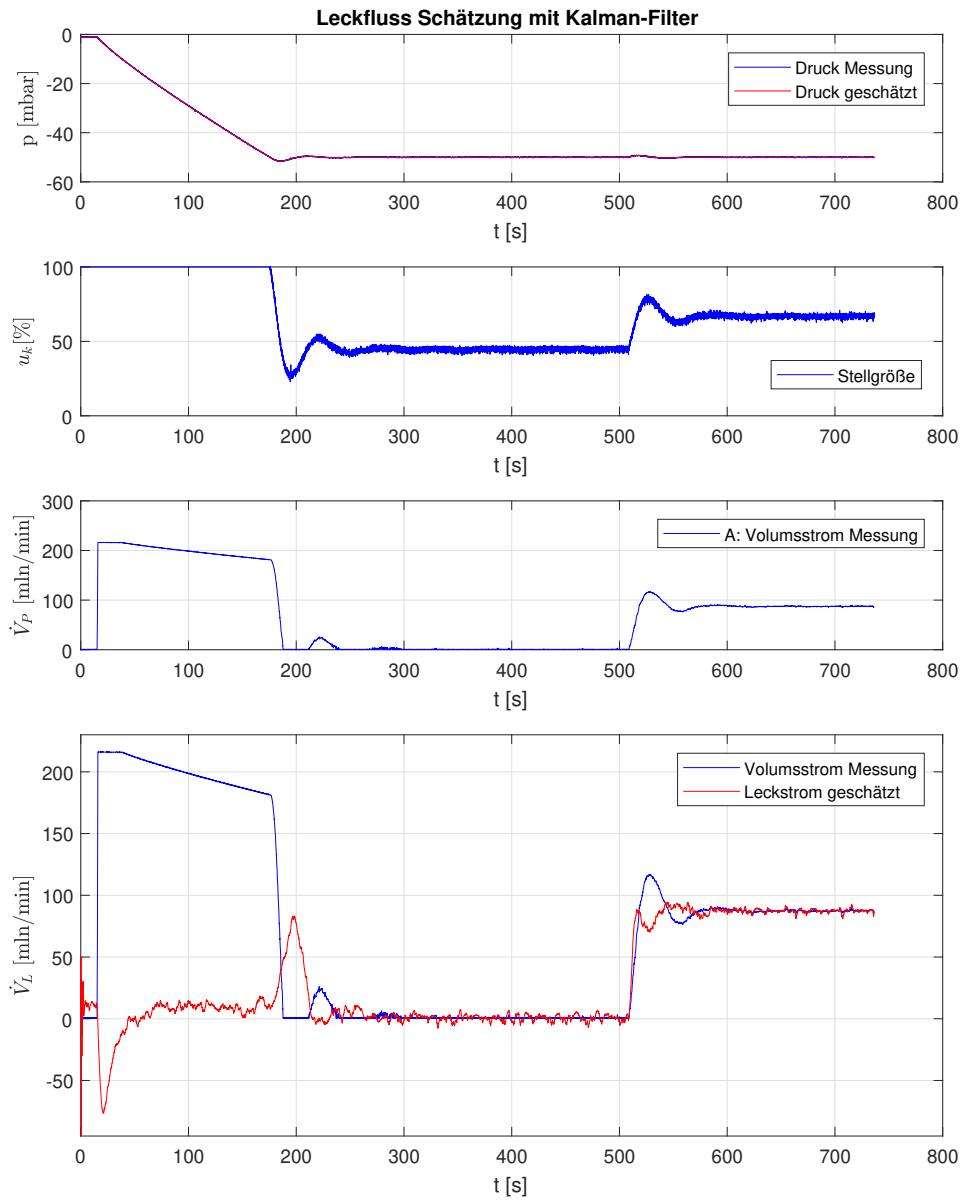 Leckfluss Schätzung mit Kalman-Filter
p [mbar]
0
-20
-40
-60
Druck Messung
Druck geschätzt
0 100 200 300 400 500 600 700 800
t [s]
u_k[%]
100
50
0
Stellgröße
0 100 200 300 400 500 600 700 800
t [s]
V̇_P [mln/min]
300
200
100
0
A: Volumsstrom Messung
0 100 200 300 400 500 600 700 800
t [s]
V̇_L [mln/min]
200
150
100
50
0
-50
Volumsstrom Messung
Leckstrom geschätzt
0 100 200 300 400 500 600 700 800
t [s]